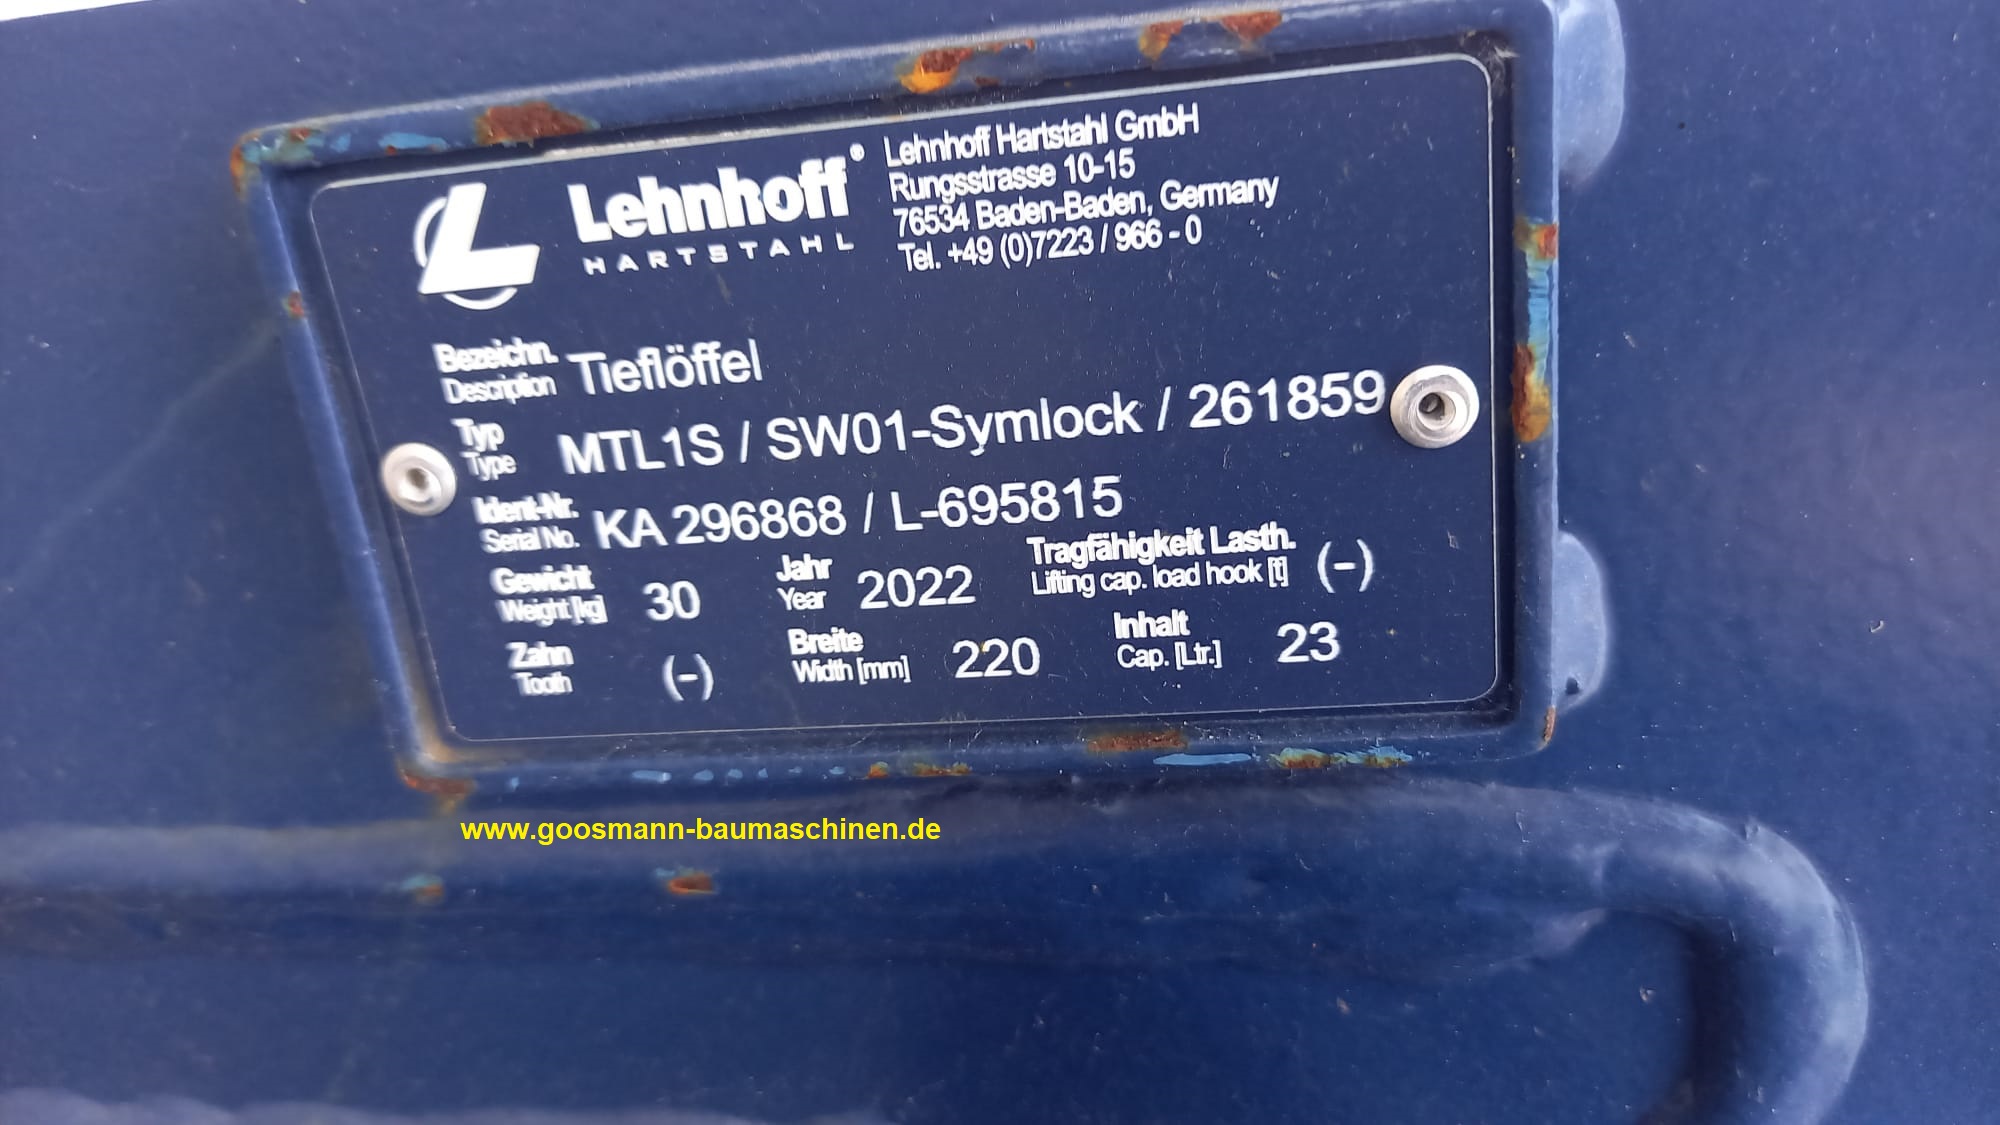 Lehnhoff®
HARTSTAHL
Lehnhoff Hartstahl GmbH
Rungsstrasse 10-15
76534 Baden-Baden, Germany
Tel. +49 (0)7223 / 966 - 0
Bezeichn.
Description
Tieflöffel
Typ
Type
MTL1S / SW01-Symlock / 261859
Ident-Nr.
Serial No.
KA 296868 / L-695815
Gewicht
Weight [kg]
30
Jahr
Year
2022
Tragfähigkeit Lasth.
Lifting cap. load hook [t]
(-)
Zahn
Tooth
(-)
Breite
Width [mm]
220
Inhalt
Cap. [Ltr.]
23
www.goosmann-baumaschinen.de